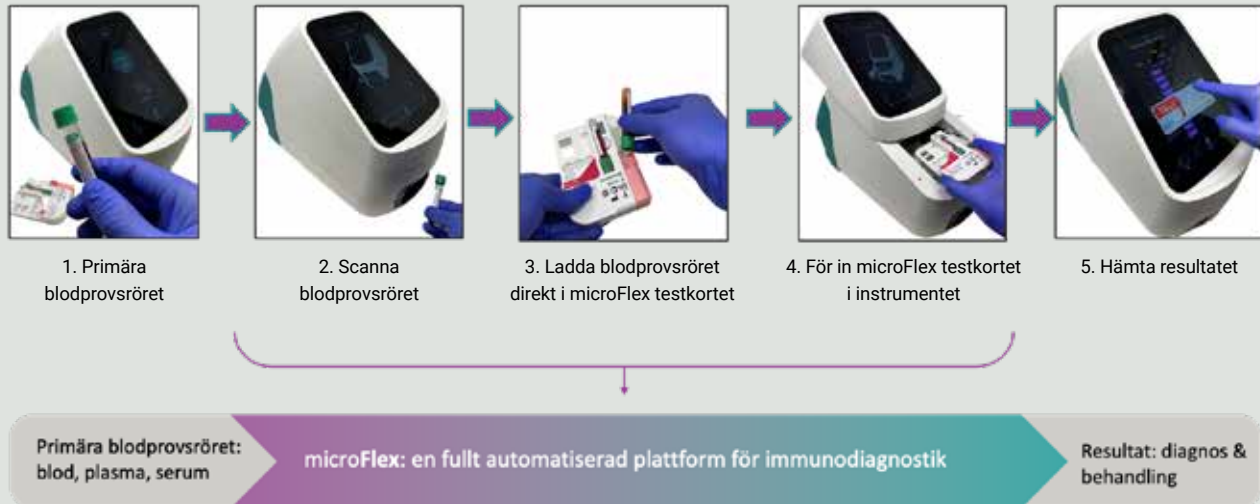 1. Primära
blodprovsröret
2. Scanna
blodprovsröret
3. Ladda blodprovsröret
direkt i microFlex testkortet
4. För in microFlex testkortet
i instrumentet
5. Hämta resultatet
Primära blodprovsröret:
blod, plasma, serum
microFlex: en fullt automatiserad plattform för immunodiagnostik
Resultat: diagnos &
behandling